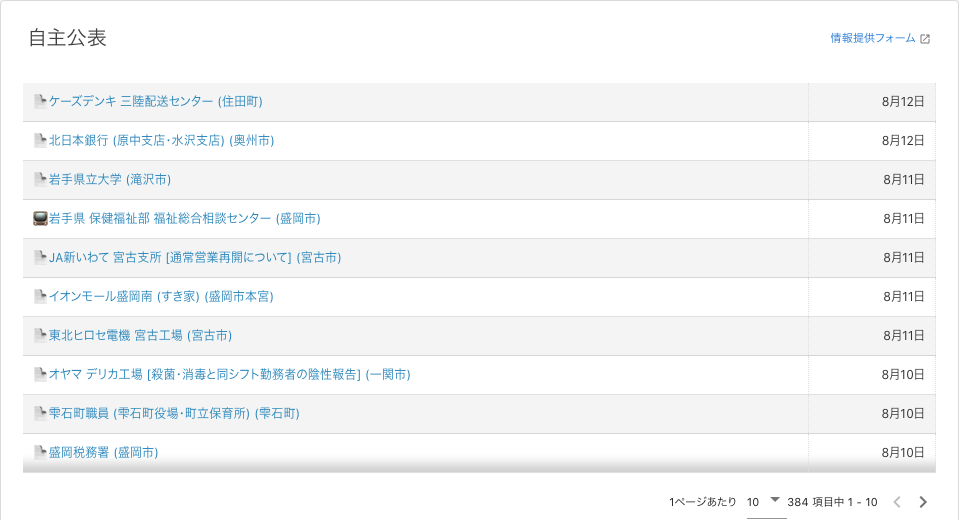 自主公表
情報提供フォーム
ケーズデンキ 三陸配送センター (住田町) 8月12日
北日本銀行 (原中支店・水沢支店) (奥州市) 8月12日
岩手県立大学 (滝沢市) 8月11日
岩手県 保健福祉部 福祉総合相談センター (盛岡市) 8月11日
JA新いわて 宮古支所 [通常営業再開について] (宮古市) 8月11日
イオンモール盛岡南 (すき家) (盛岡市本宮) 8月11日
東北ヒロセ電機 宮古工場 (宮古市) 8月11日
オヤマ デリカ工場 [殺菌・消毒と同シフト勤務者の陰性報告] (一関市) 8月10日
雫石町職員 (雫石町役場・町立保育所) (雫石町) 8月10日
盛岡税務署 (盛岡市) 8月10日
1ページあたり 10 384 項目中 1 - 10